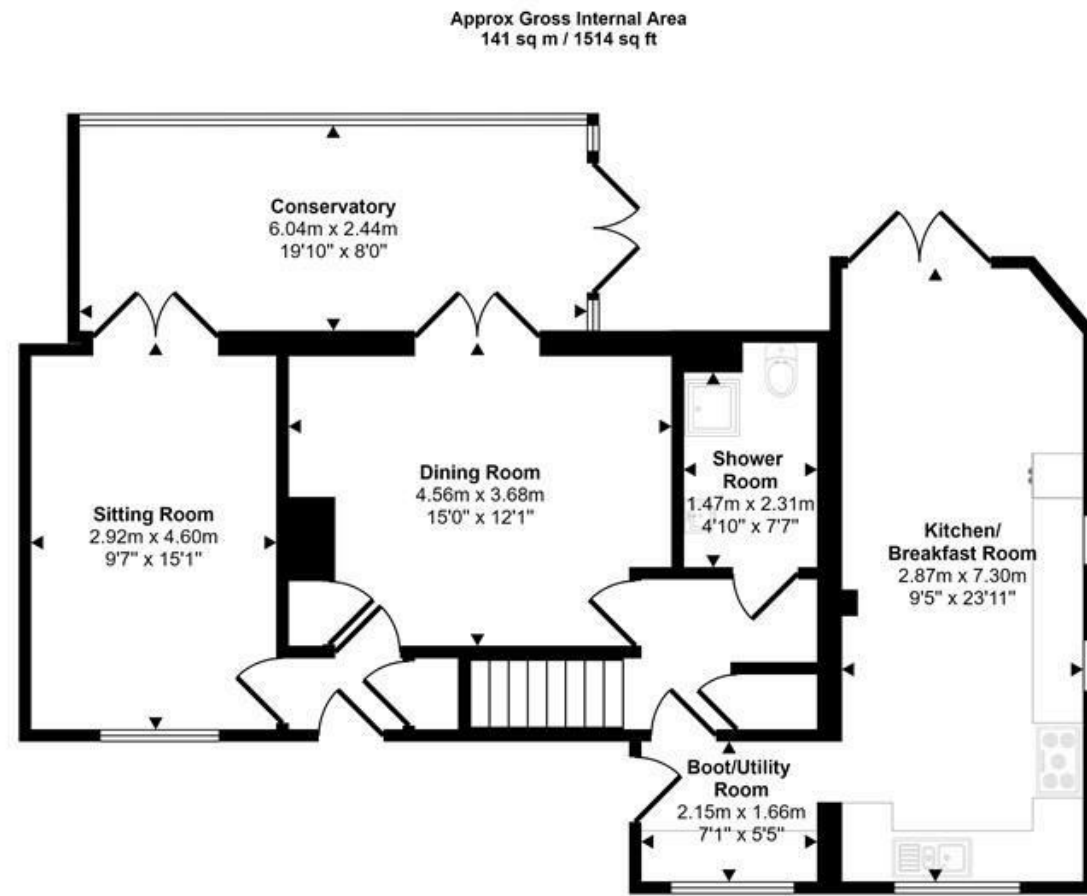 Approx Gross Internal Area
141 sq m / 1514 sq ft
Conservatory
6.04m x 2.44m
19'10" x 8'0"
Sitting Room
2.92m x 4.60m
9'7" x 15'1"
Dining Room
4.56m x 3.68m
15'0" x 12'1"
Shower
Room
1.47m x 2.31m
4'10" x 7'7"
Kitchen/
Breakfast Room
2.87m x 7.30m
9'5" x 23'11"
Boot/Utility
Room
2.15m x 1.66m
7'1" x 5'5"